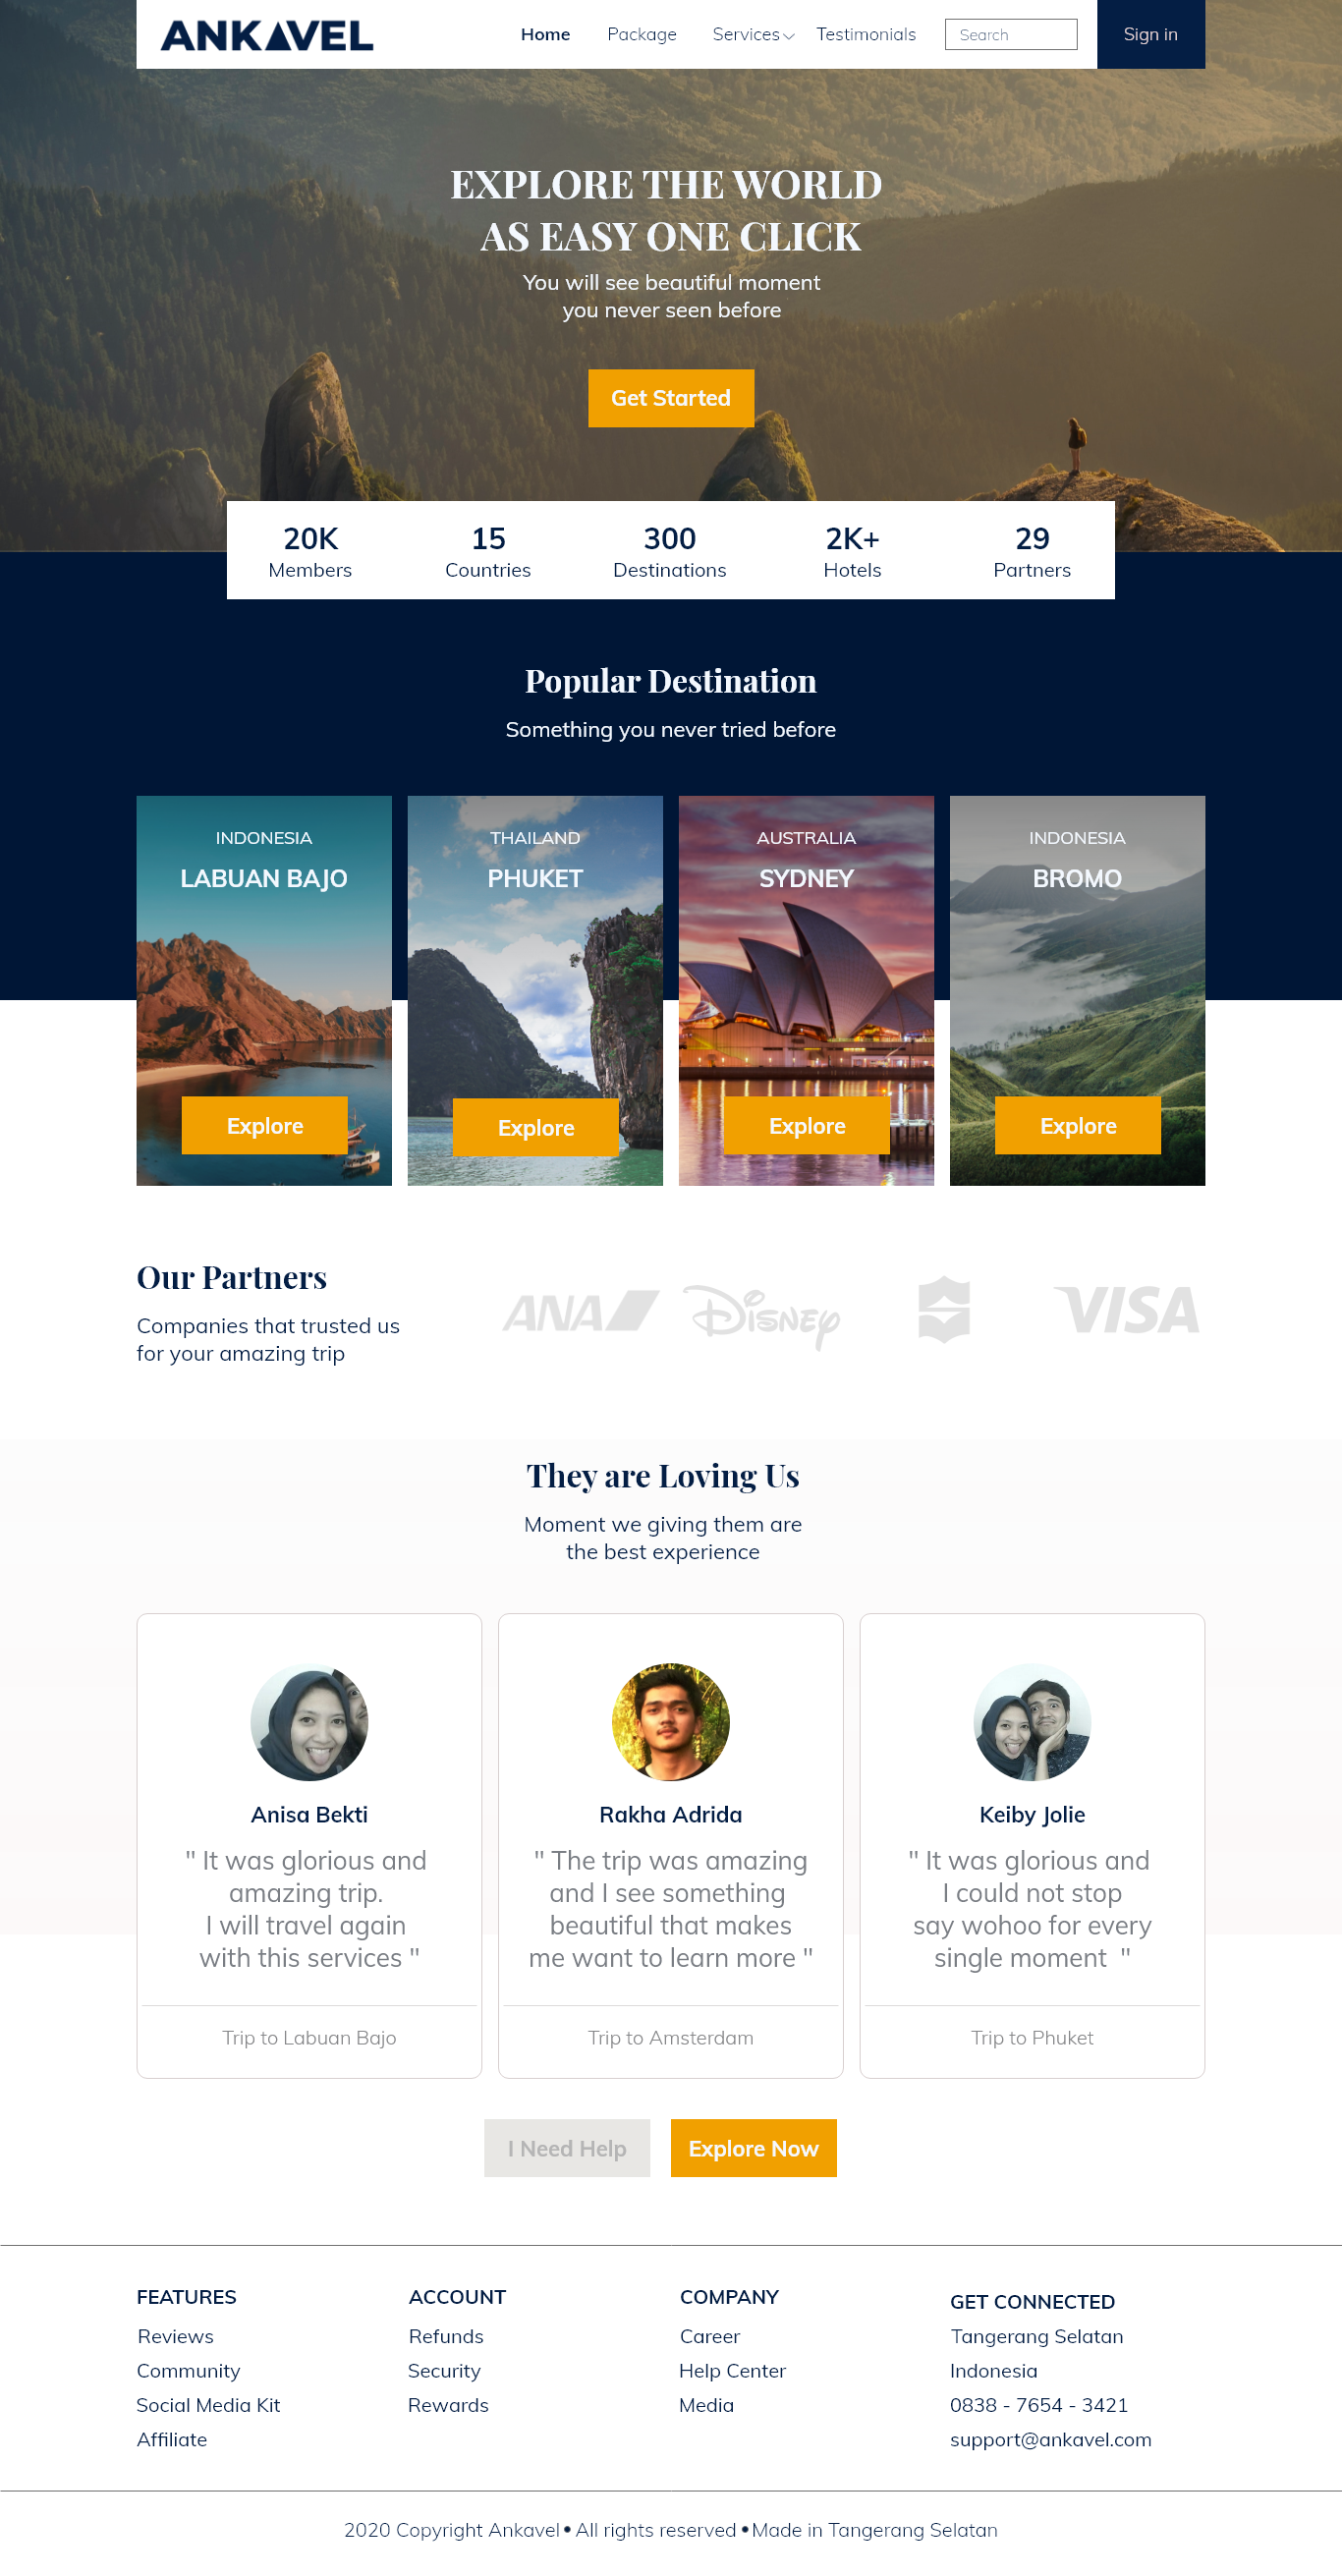 ANKAVEL
Home Package Services Testimonials Search Sign in
EXPLORE THE WORLD
AS EASY ONE CLICK
You will see beautiful moment
you never seen before
Get Started
20K 15 300 2K+ 29
Members Countries Destinations Hotels Partners
Popular Destination
Something you never tried before
INDONESIA
LABUAN BAJO
Explore
THAILAND
PHUKET
Explore
AUSTRALIA
SYDNEY
Explore
INDONESIA
BROMO
Explore
Our Partners
Companies that trusted us
for your amazing trip
ANA Disney VISA
They are Loving Us
Moment we giving them are
the best experience
Anisa Bekti
" It was glorious and
amazing trip.
I will travel again
with this services "
Trip to Labuan Bajo
Rakha Adrida
" The trip was amazing
and I see something
beautiful that makes
me want to learn more "
Trip to Amsterdam
Keiby Jolie
" It was glorious and
I could not stop
say wohoo for every
single moment "
Trip to Phuket
I Need Help Explore Now
FEATURES
Reviews
Community
Social Media Kit
Affiliate
ACCOUNT
Refunds
Security
Rewards
COMPANY
Career
Help Center
Media
GET CONNECTED
Tangerang Selatan
Indonesia
0838 - 7654 - 3421
support@ankavel.com
2020 Copyright Ankavel • All rights reserved • Made in Tangerang Selatan